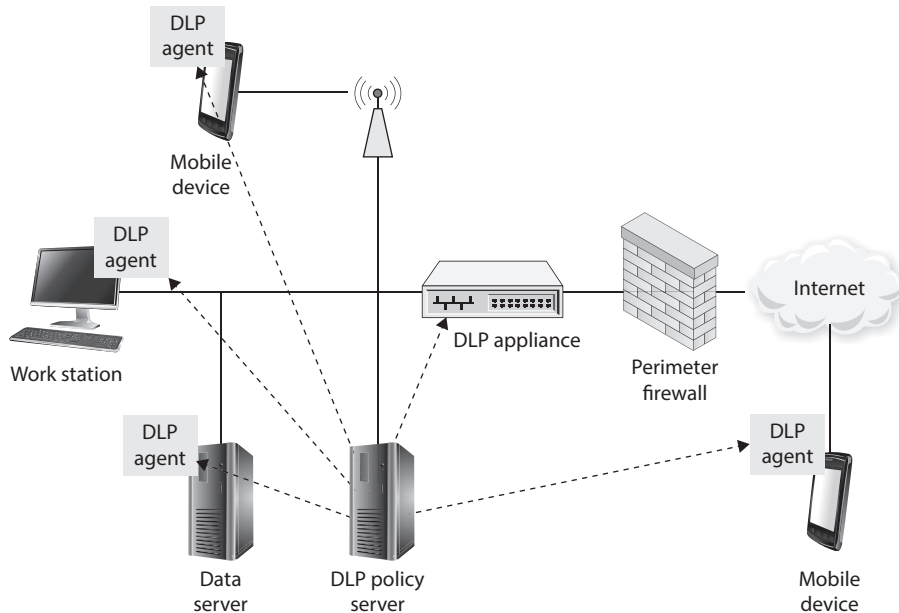 DLP
agent
Mobile
device
DLP
agent
Work station
DLP appliance
Perimeter
firewall
Internet
DLP
agent
Data
server
DLP policy
server
DLP
agent
Mobile
device